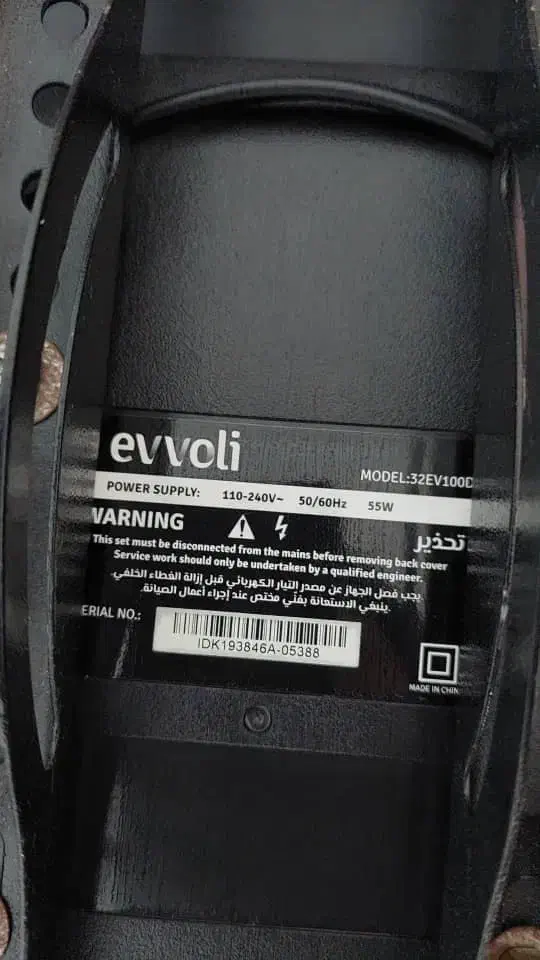 evvoli
MODEL:32EV100D
POWER SUPPLY: 110-240V~ 50/60Hz 55W
WARNING تحذير
This set must be disconnected from the mains before removing back cover
Service work should only be undertaken by a qualified engineer.
يجب فصل الجهاز عن مصدر التيار الكهربائي قبل إزالة الغطاء الخلفي.
ينبغي الاستعانة بفنّي مختص عند إجراء أعمال الصيانة.
ERIAL NO.:
IDK193846A-05388
MADE IN CHIN